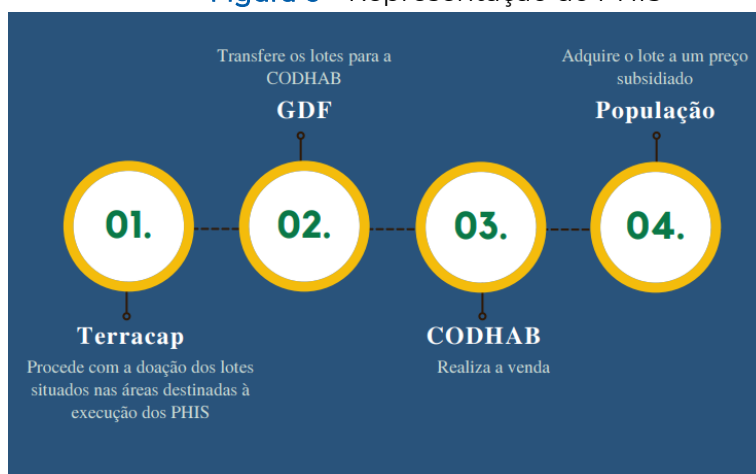 Transfere os lotes para a
CODHAB
GDF
Adquire o lote a um preço
subsidiado
População
01.
02.
03.
04.
Terracap
Procede com a doação dos lotes
situados nas áreas destinadas à
execução dos PHIS
CODHAB
Realiza a venda